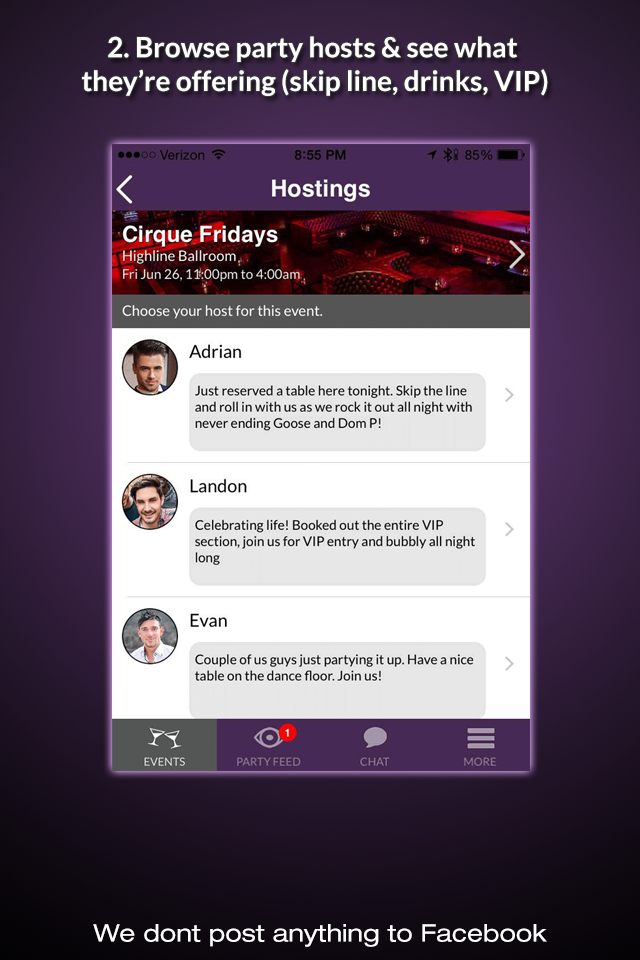 2. Browse party hosts & see what
they're offering (skip line, drinks, VIP)
Verizon 8:55 PM 85%
Hostings
Cirque Fridays
Highline Ballroom,
Fri Jun 26, 11:00pm to 4:00am
Choose your host for this event.
Adrian
Just reserved a table here tonight. Skip the line
and roll in with us as we rock it out all night with
never ending Goose and Dom P!
Landon
Celebrating life! Booked out the entire VIP
section, join us for VIP entry and bubbly all night
long
Evan
Couple of us guys just partying it up. Have a nice
table on the dance floor. Join us!
1
EVENTS PARTY FEED CHAT MORE
We dont post anything to Facebook